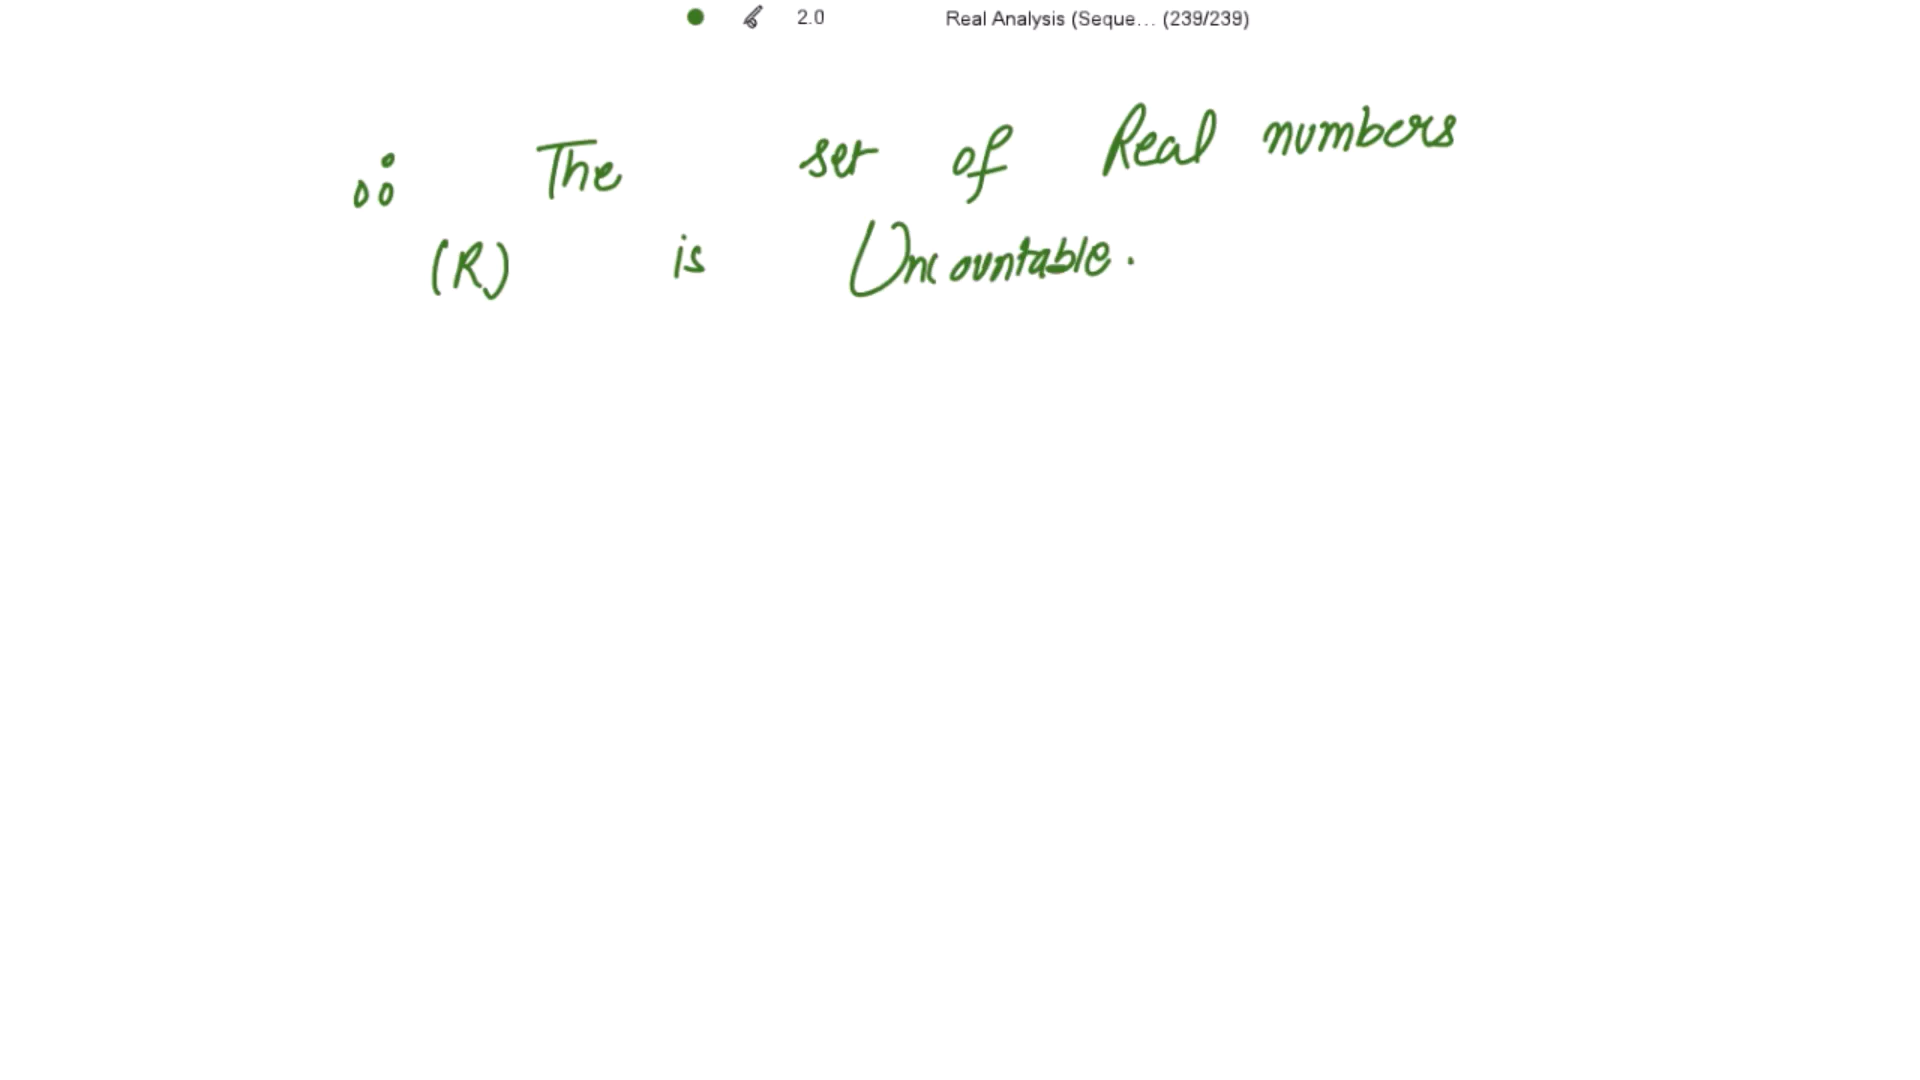 2.0 Real Analysis (Seque... (239/239)
∴ The set of Real numbers
(R) is Uncountable.